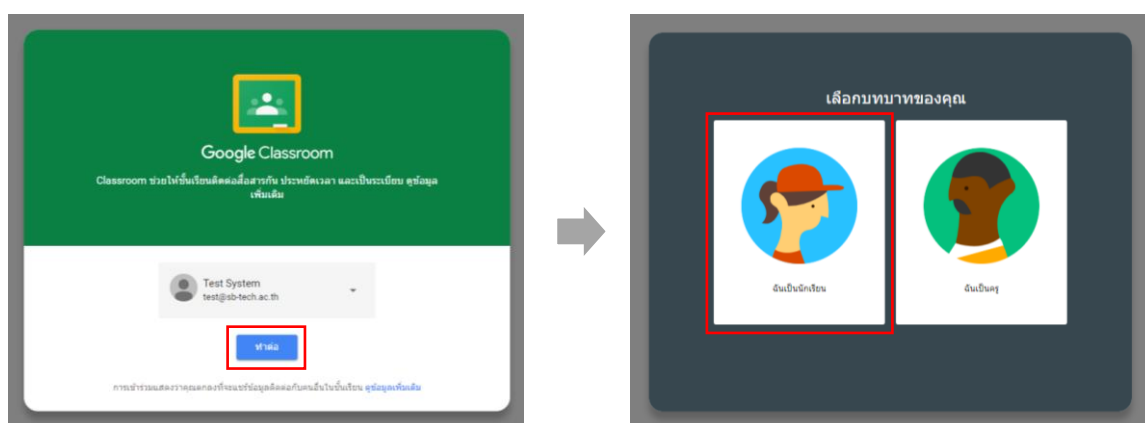 Google Classroom
Classroom ช่วยให้ชั้นเรียนติดต่อสื่อสารกัน ประหยัดเวลา และเป็นระเบียบ ดูข้อมูล
เพิ่มเติม
Test System
test@sb-tech.ac.th
ทำต่อ
การเข้าร่วมแสดงว่าคุณตกลงที่จะแชร์ข้อมูลติดต่อกับคนอื่นในชั้นเรียน ดูข้อมูลเพิ่มเติม
เลือกบทบาทของคุณ
ฉันเป็นนักเรียน
ฉันเป็นครู